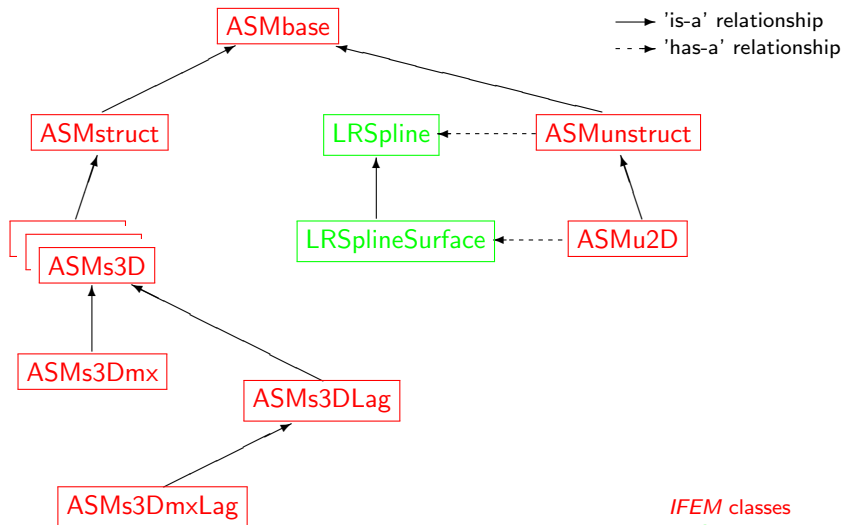 ASMbase
'is-a' relationship
'has-a' relationship
ASMstruct
LRSpline
ASMunstruct
ASMs3D
LRSplineSurface
ASMu2D
ASMs3Dmx
ASMs3DLag
ASMs3DmxLag
IFEM classes